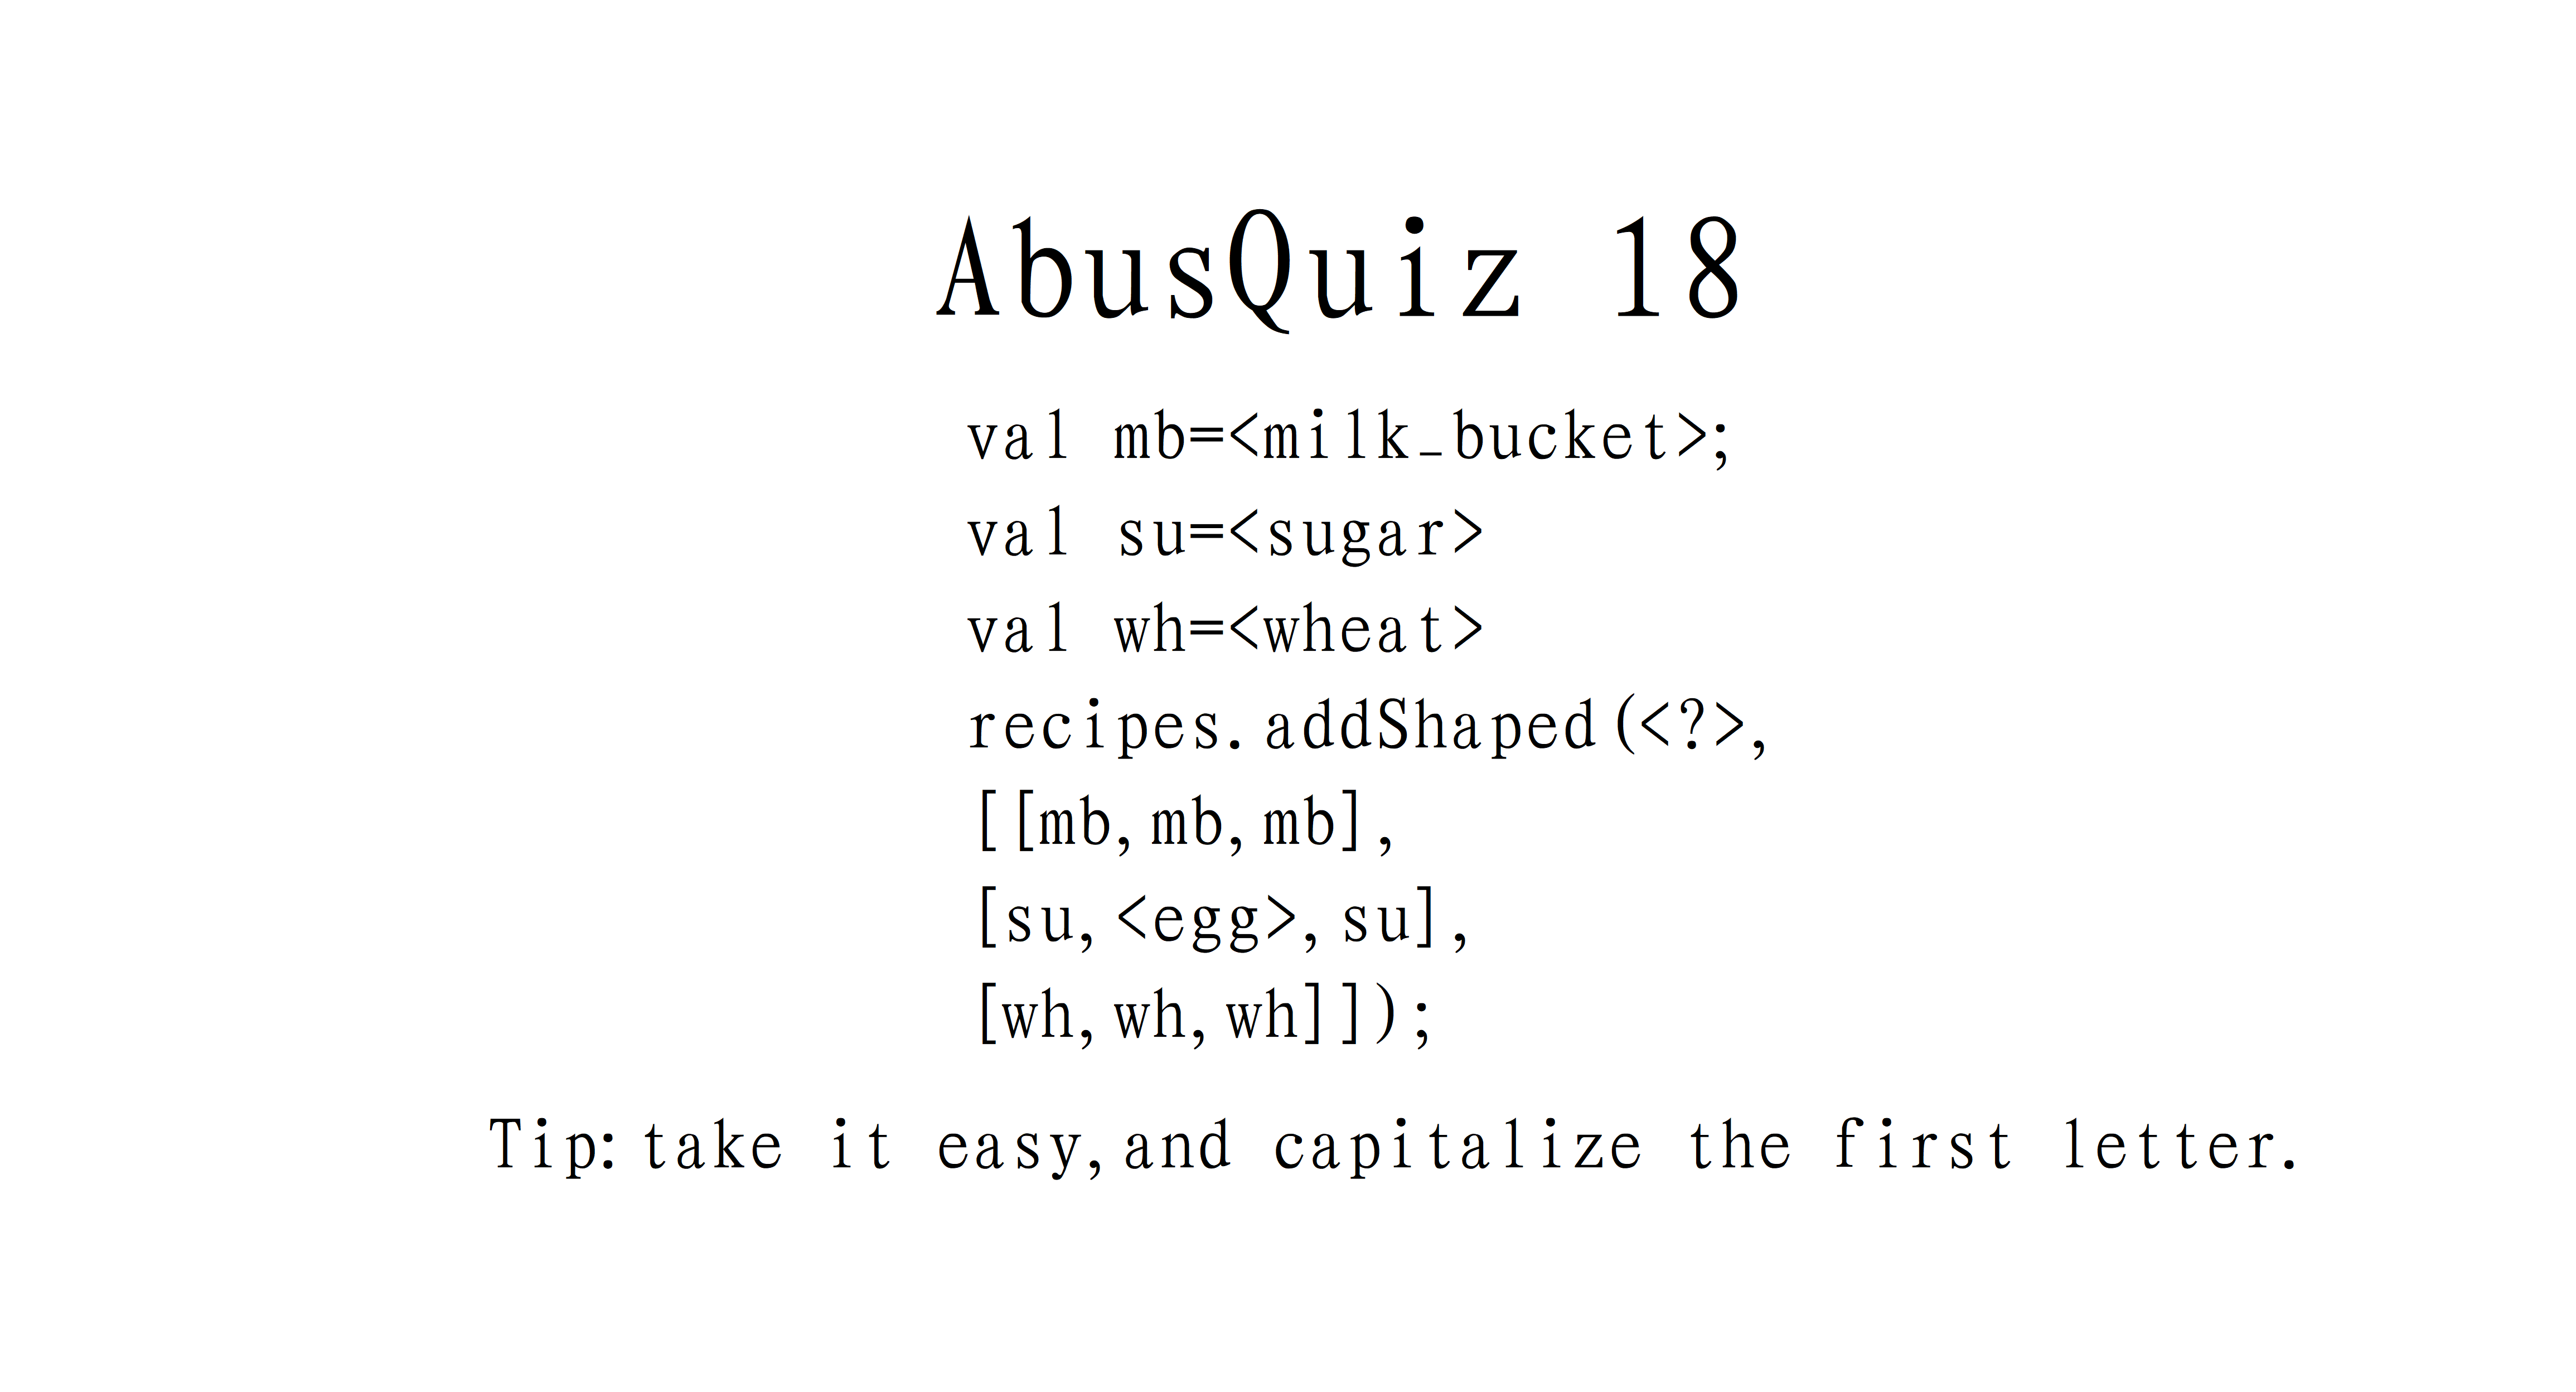 AbusQuiz 18
val mb=<milk_bucket>;
val su=<sugar>
val wh=<wheat>
recipes.addShaped(<?>,
[[mb,mb,mb],
[su,<egg>,su],
[wh,wh,wh]]);
Tip:take it easy,and capitalize the first letter.